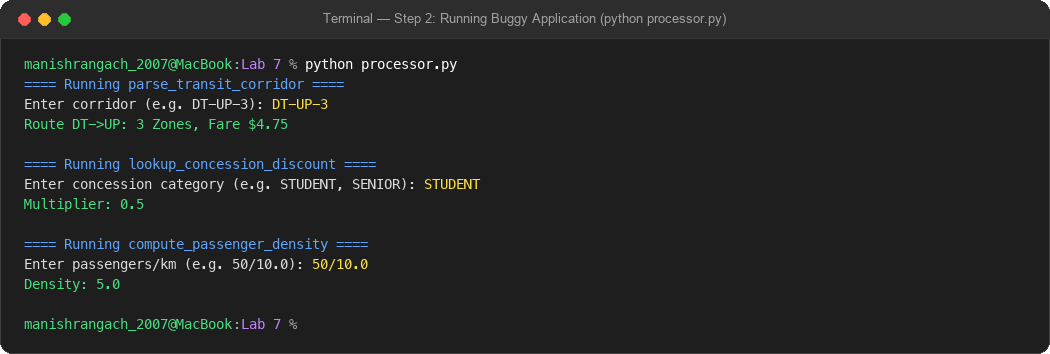 Terminal — Step 2: Running Buggy Application (python processor.py)
manishrangach_2007@MacBook:Lab 7 % python processor.py
==== Running parse_transit_corridor ====
Enter corridor (e.g. DT-UP-3): DT-UP-3
Route DT->UP: 3 Zones, Fare $4.75
==== Running lookup_concession_discount ====
Enter concession category (e.g. STUDENT, SENIOR): STUDENT
Multiplier: 0.5
==== Running compute_passenger_density ====
Enter passengers/km (e.g. 50/10.0): 50/10.0
Density: 5.0
manishrangach_2007@MacBook:Lab 7 %